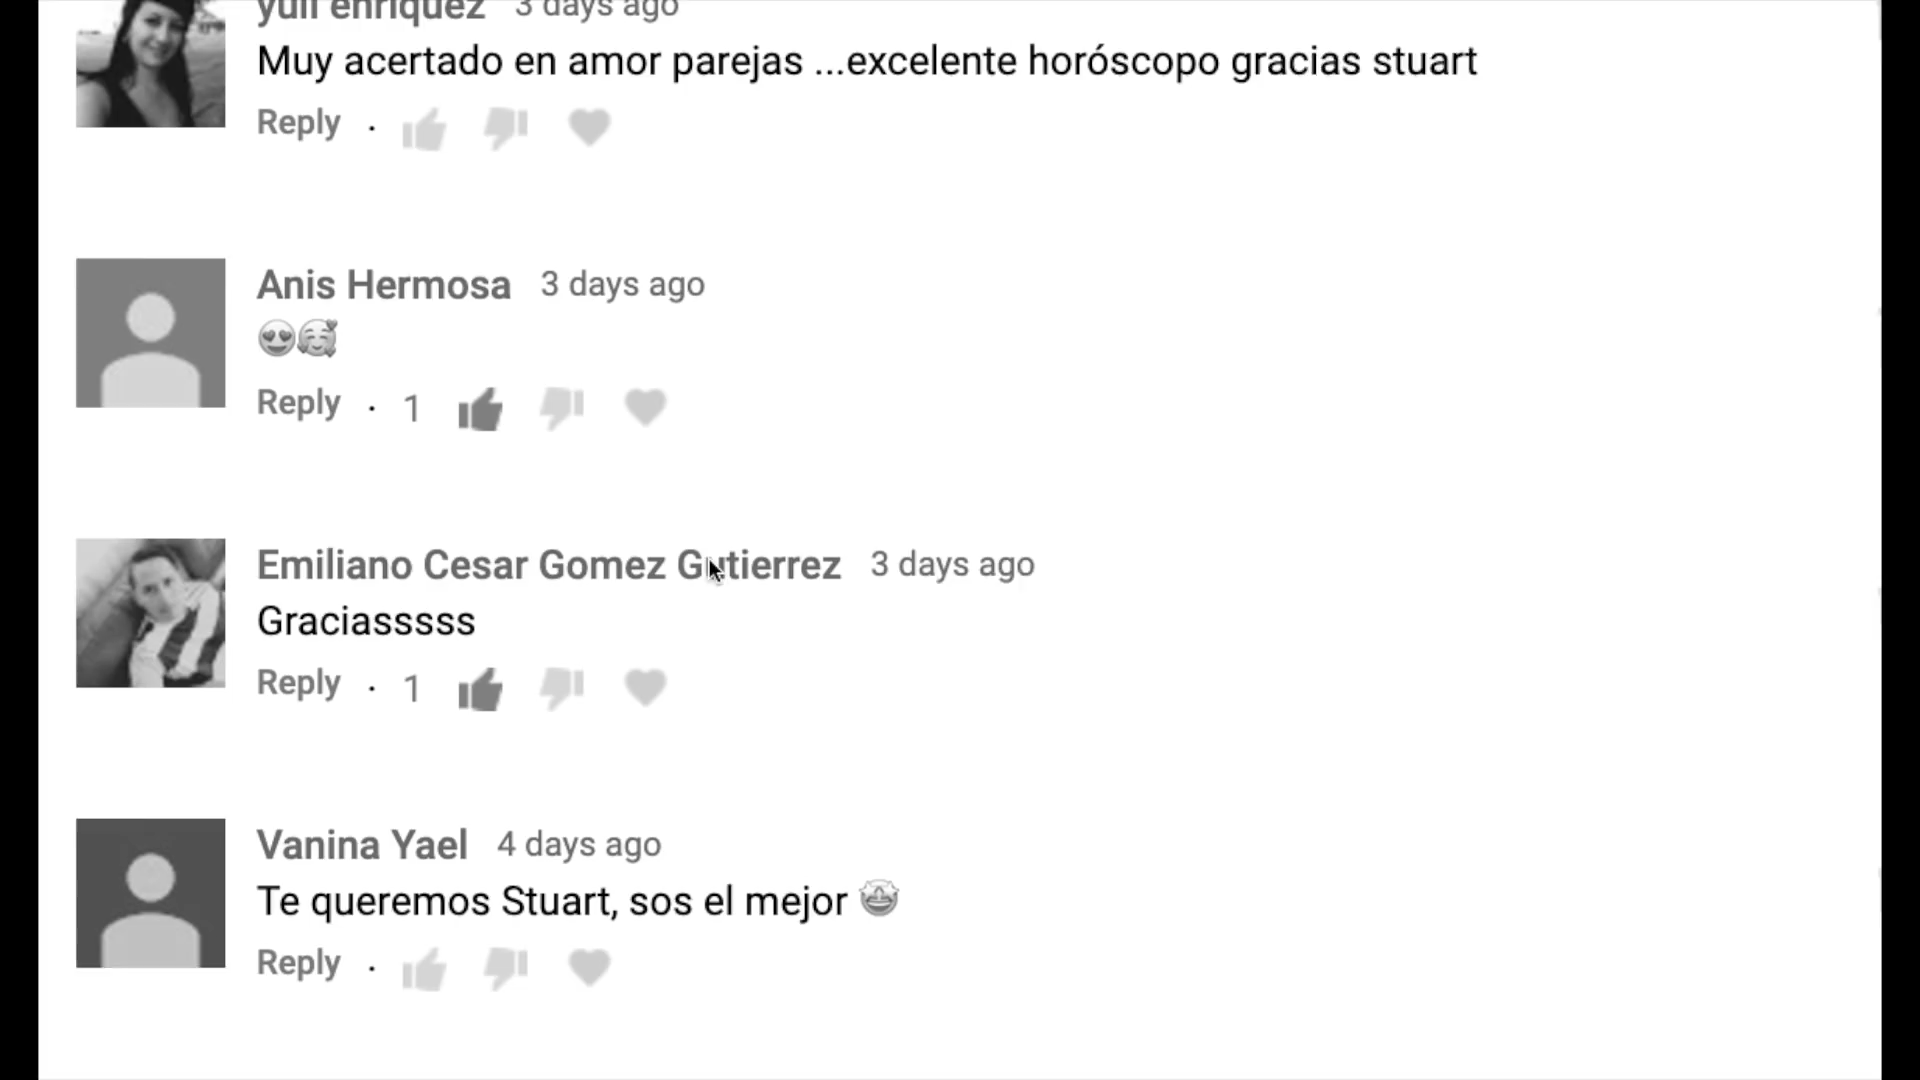 yuli enriquez 3 days ago
Muy acertado en amor parejas ...excelente horóscopo gracias stuart
Reply ·
Anis Hermosa 3 days ago
😍🥰
Reply · 1
Emiliano Cesar Gomez Gutierrez 3 days ago
Graciasssss
Reply · 1
Vanina Yael 4 days ago
Te queremos Stuart, sos el mejor 🤩
Reply ·